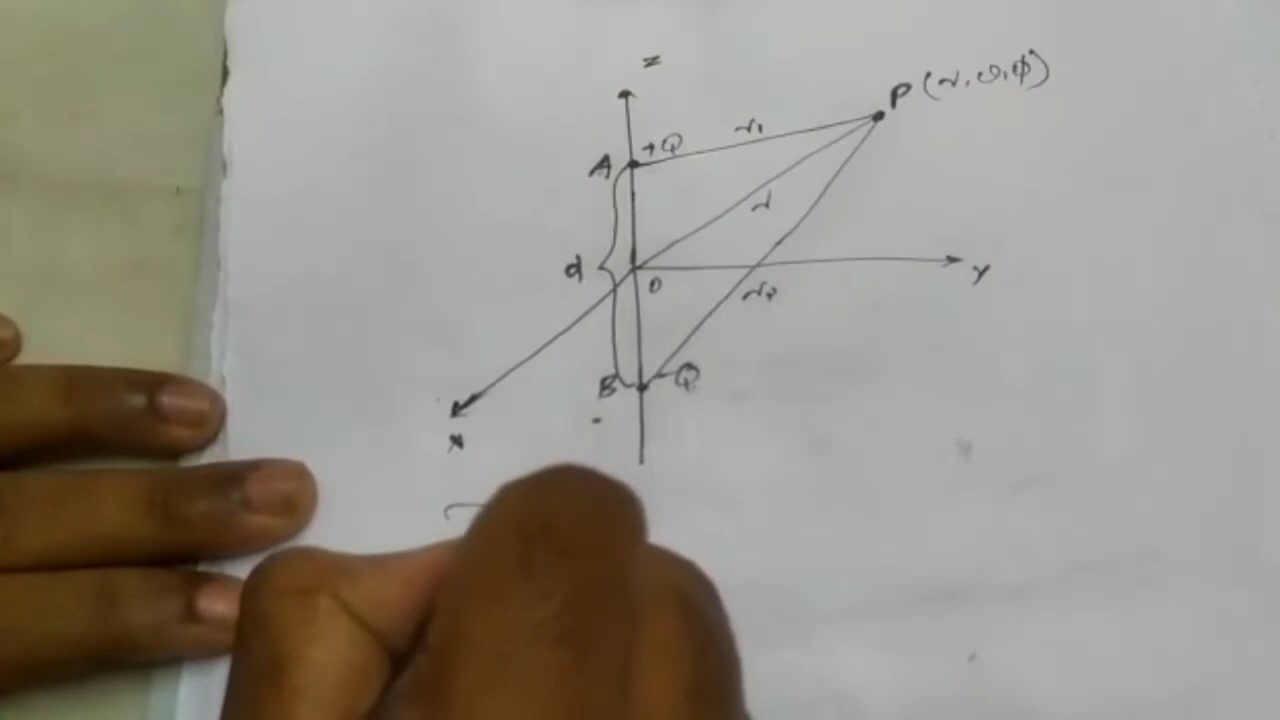 z
P (r, θ, φ)
r₁
+Q
A
r
d
O
y
r₂
B
-Q
x